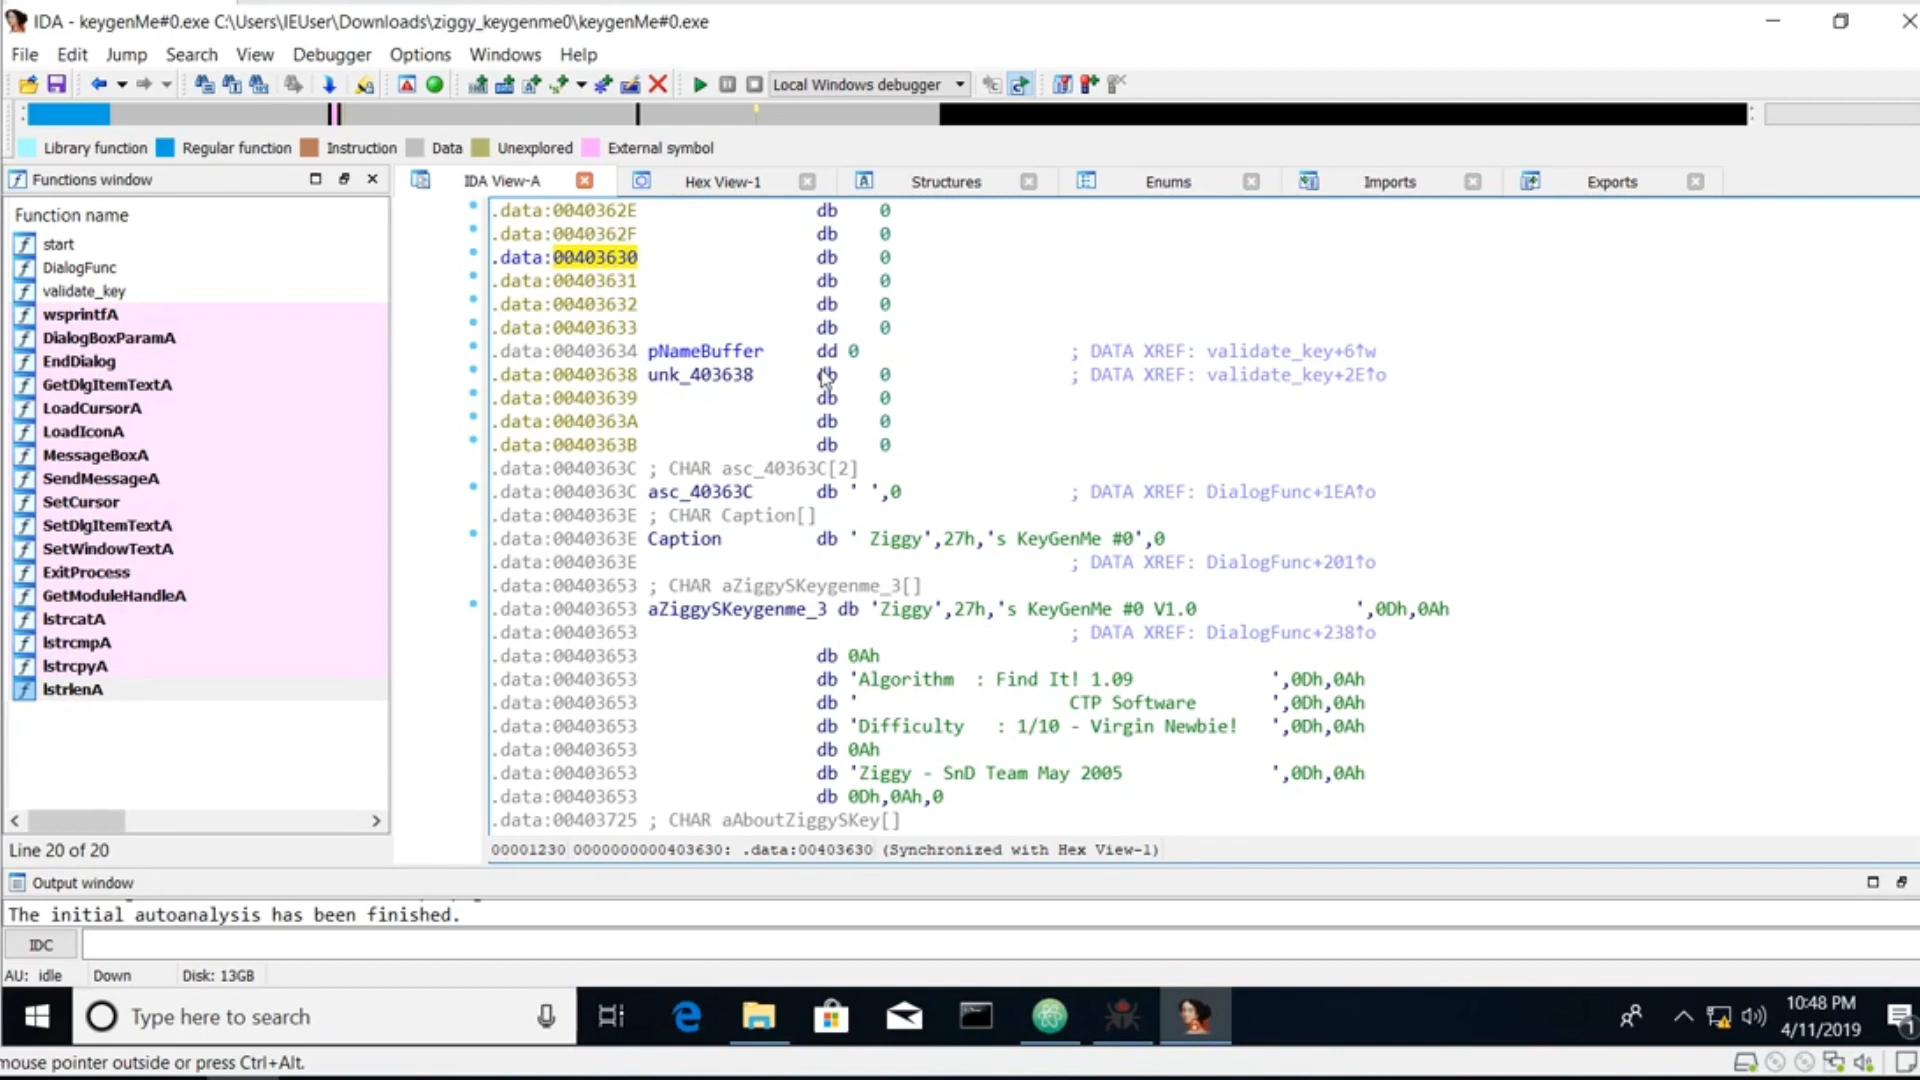 IDA - keygenMe#0.exe C:\Users\IEUser\Downloads\ziggy_keygenme0\keygenMe#0.exe
File Edit Jump Search View Debugger Options Windows Help
Local Windows debugger
Library function Regular function Instruction Data Unexplored External symbol
Functions window
IDA View-A Hex View-1 Structures Enums Imports Exports
Function name
start
DialogFunc
validate_key
wsprintfA
DialogBoxParamA
EndDialog
GetDlgItemTextA
LoadCursorA
LoadIconA
MessageBoxA
SendMessageA
SetCursor
SetDlgItemTextA
SetWindowTextA
ExitProcess
GetModuleHandleA
lstrcatA
lstrcmpA
lstrcpyA
lstrlenA
Line 20 of 20
.data:0040362E db 0
.data:0040362F db 0
.data:00403630 db 0
.data:00403631 db 0
.data:00403632 db 0
.data:00403633 db 0
.data:00403634 pNameBuffer dd 0 ; DATA XREF: validate_key+6↑w
.data:00403638 unk_403638 db 0 ; DATA XREF: validate_key+2E↑o
.data:00403639 db 0
.data:0040363A db 0
.data:0040363B db 0
.data:0040363C ; CHAR asc_40363C[2]
.data:0040363C asc_40363C db ' ',0 ; DATA XREF: DialogFunc+1EA↑o
.data:0040363E ; CHAR Caption[]
.data:0040363E Caption db ' Ziggy',27h,'s KeyGenMe #0',0
.data:0040363E ; DATA XREF: DialogFunc+201↑o
.data:00403653 ; CHAR aZiggySKeygenme_3[]
.data:00403653 aZiggySKeygenme_3 db 'Ziggy',27h,'s KeyGenMe #0 V1.0 ',0Dh,0Ah
.data:00403653 ; DATA XREF: DialogFunc+238↑o
.data:00403653 db 0Ah
.data:00403653 db 'Algorithm : Find It! 1.09 ',0Dh,0Ah
.data:00403653 db ' CTP Software ',0Dh,0Ah
.data:00403653 db 'Difficulty : 1/10 - Virgin Newbie! ',0Dh,0Ah
.data:00403653 db 0Ah
.data:00403653 db 'Ziggy - SnD Team May 2005 ',0Dh,0Ah
.data:00403653 db 0Dh,0Ah,0
.data:00403725 ; CHAR aAboutZiggySKey[]
00001230 0000000000403630: .data:00403630 (Synchronized with Hex View-1)
Output window
The initial autoanalysis has been finished.
IDC
AU: idle Down Disk: 13GB
Type here to search
10:48 PM
4/11/2019
1
mouse pointer outside or press Ctrl+Alt.